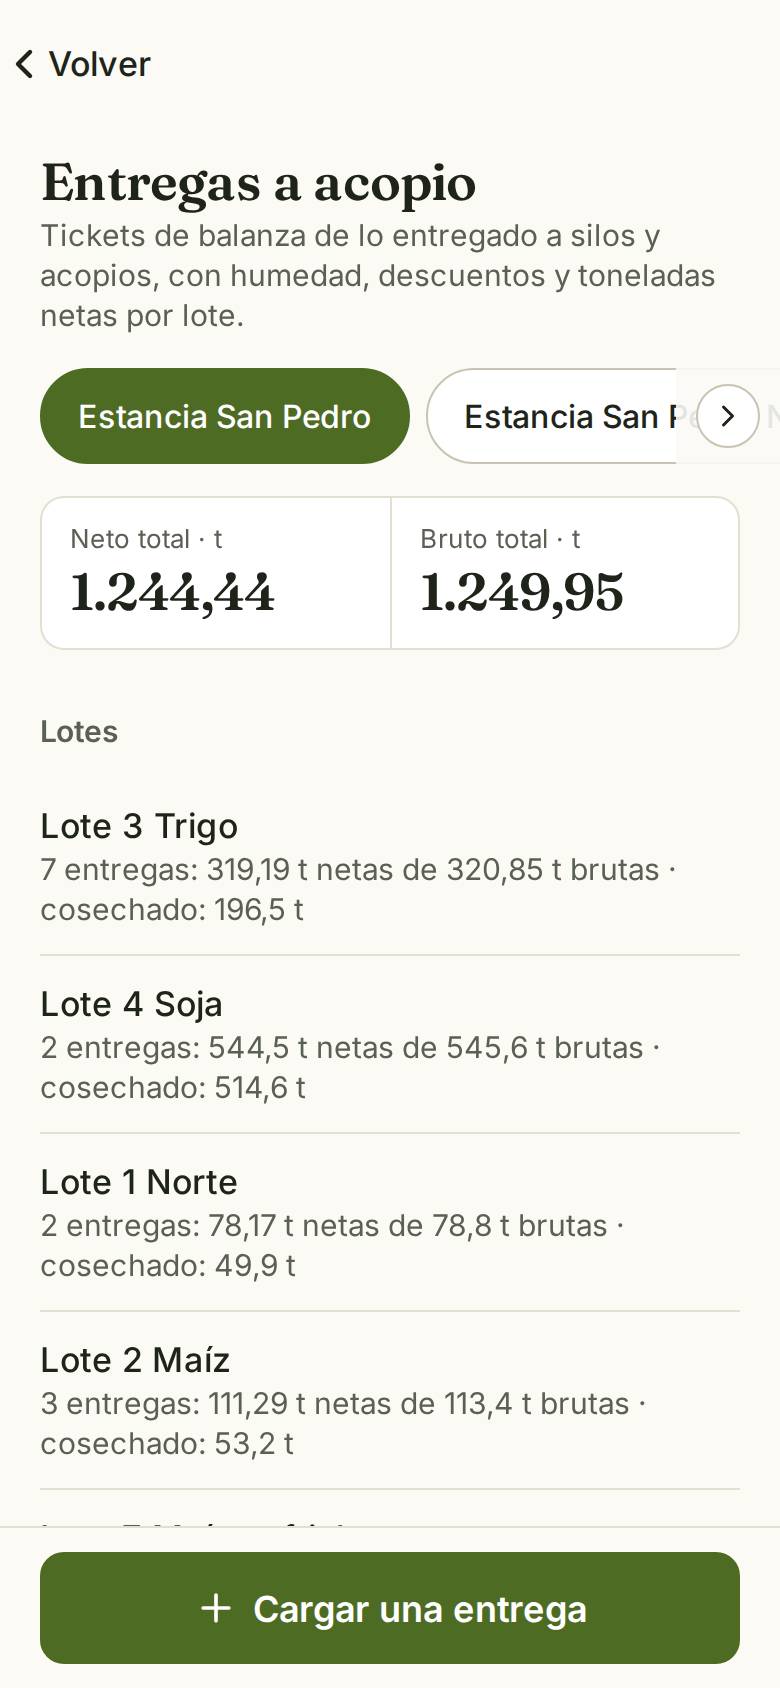 Volver
Entregas a acopio
Tickets de balanza de lo entregado a silos y
acopios, con humedad, descuentos y toneladas
netas por lote.
Estancia San Pedro
Estancia San Pe N
Neto total · t
Bruto total · t
1.244,44
1.249,95
Lotes
Lote 3 Trigo
7 entregas: 319,19 t netas de 320,85 t brutas ·
cosechado: 196,5 t
Lote 4 Soja
2 entregas: 544,5 t netas de 545,6 t brutas ·
cosechado: 514,6 t
Lote 1 Norte
2 entregas: 78,17 t netas de 78,8 t brutas ·
cosechado: 49,9 t
Lote 2 Maíz
3 entregas: 111,29 t netas de 113,4 t brutas ·
cosechado: 53,2 t
+ Cargar una entrega